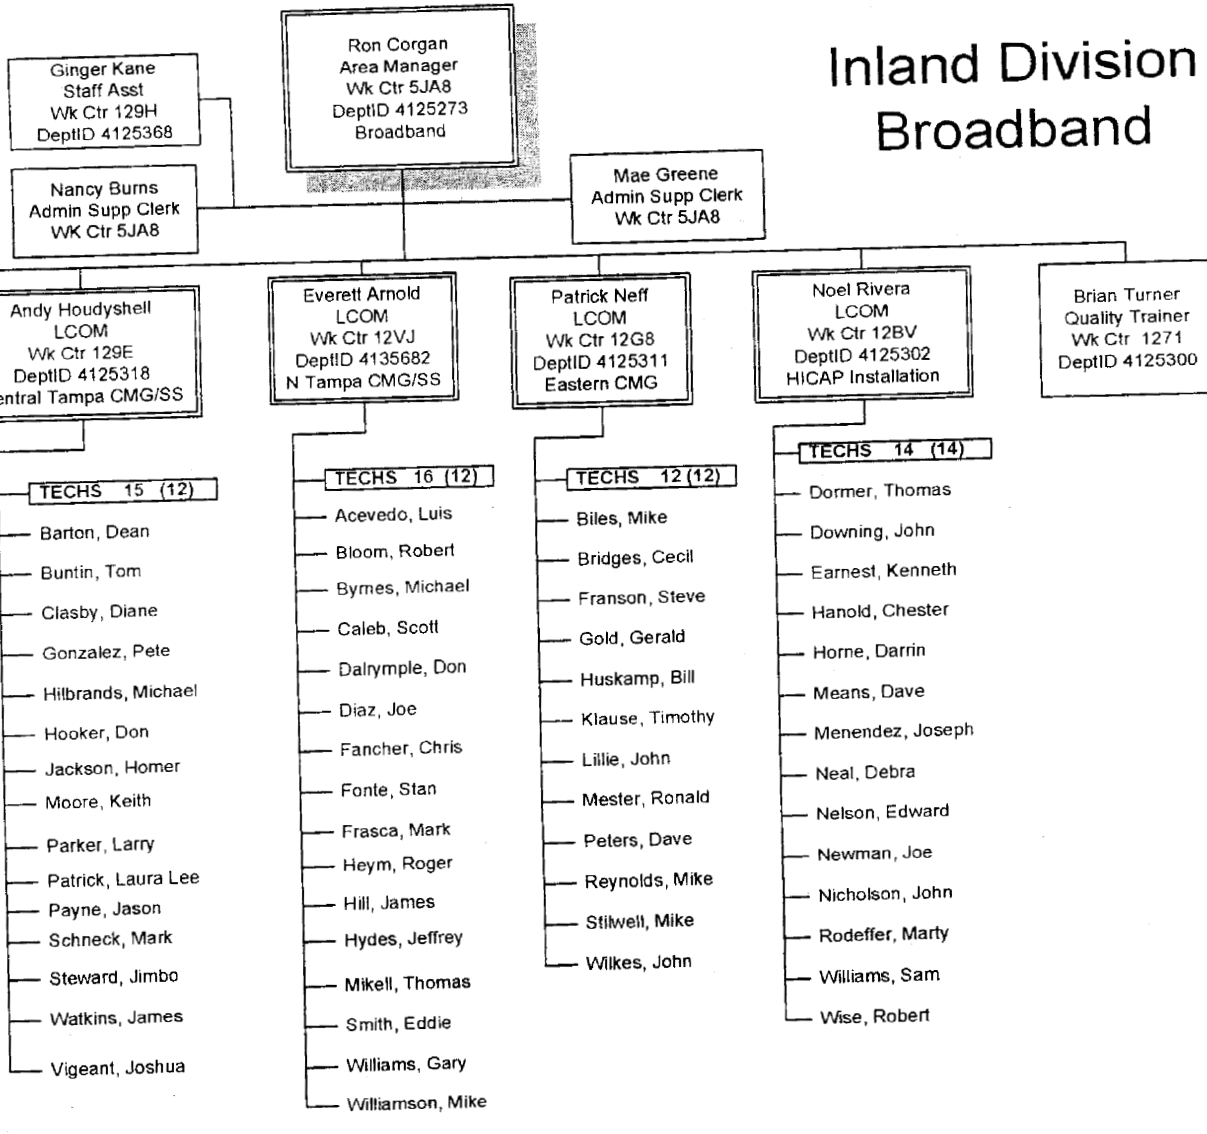 Inland Division
Broadband
Ron Corgan
Area Manager
Wk Ctr 5JA8
DeptID 4125273
Broadband
Ginger Kane
Staff Asst
Wk Ctr 129H
DeptID 4125368
Nancy Burns
Admin Supp Clerk
WK Ctr 5JA8
Mae Greene
Admin Supp Clerk
Wk Ctr 5JA8
Andy Houdyshell
LCOM
Wk Ctr 129E
DeptID 4125318
entral Tampa CMG/SS
TECHS 15 (12)
Barton, Dean
Buntin, Tom
Clasby, Diane
Gonzalez, Pete
Hilbrands, Michael
Hooker, Don
Jackson, Homer
Moore, Keith
Parker, Larry
Patrick, Laura Lee
Payne, Jason
Schneck, Mark
Steward, Jimbo
Watkins, James
Vigeant, Joshua
Everett Arnold
LCOM
Wk Ctr 12VJ
DeptID 4135682
N Tampa CMG/SS
TECHS 16 (12)
Acevedo, Luis
Bloom, Robert
Byrnes, Michael
Caleb, Scott
Dalrymple, Don
Diaz, Joe
Fancher, Chris
Fonte, Stan
Frasca, Mark
Heym, Roger
Hill, James
Hydes, Jeffrey
Mikell, Thomas
Smith, Eddie
Williams, Gary
Williamson, Mike
Patrick Neff
LCOM
Wk Ctr 12G8
DeptID 4125311
Eastern CMG
TECHS 12 (12)
Biles, Mike
Bridges, Cecil
Franson, Steve
Gold, Gerald
Huskamp, Bill
Klause, Timothy
Lillie, John
Mester, Ronald
Peters, Dave
Reynolds, Mike
Stilwell, Mike
Wilkes, John
Noel Rivera
LCOM
Wk Ctr 12BV
DeptID 4125302
HICAP Installation
TECHS 14 (14)
Dormer, Thomas
Downing, John
Earnest, Kenneth
Hanold, Chester
Horne, Darrin
Means, Dave
Menendez, Joseph
Neal, Debra
Nelson, Edward
Newman, Joe
Nicholson, John
Rodeffer, Marty
Williams, Sam
Wise, Robert
Brian Turner
Quality Trainer
Wk Ctr 1271
DeptID 4125300